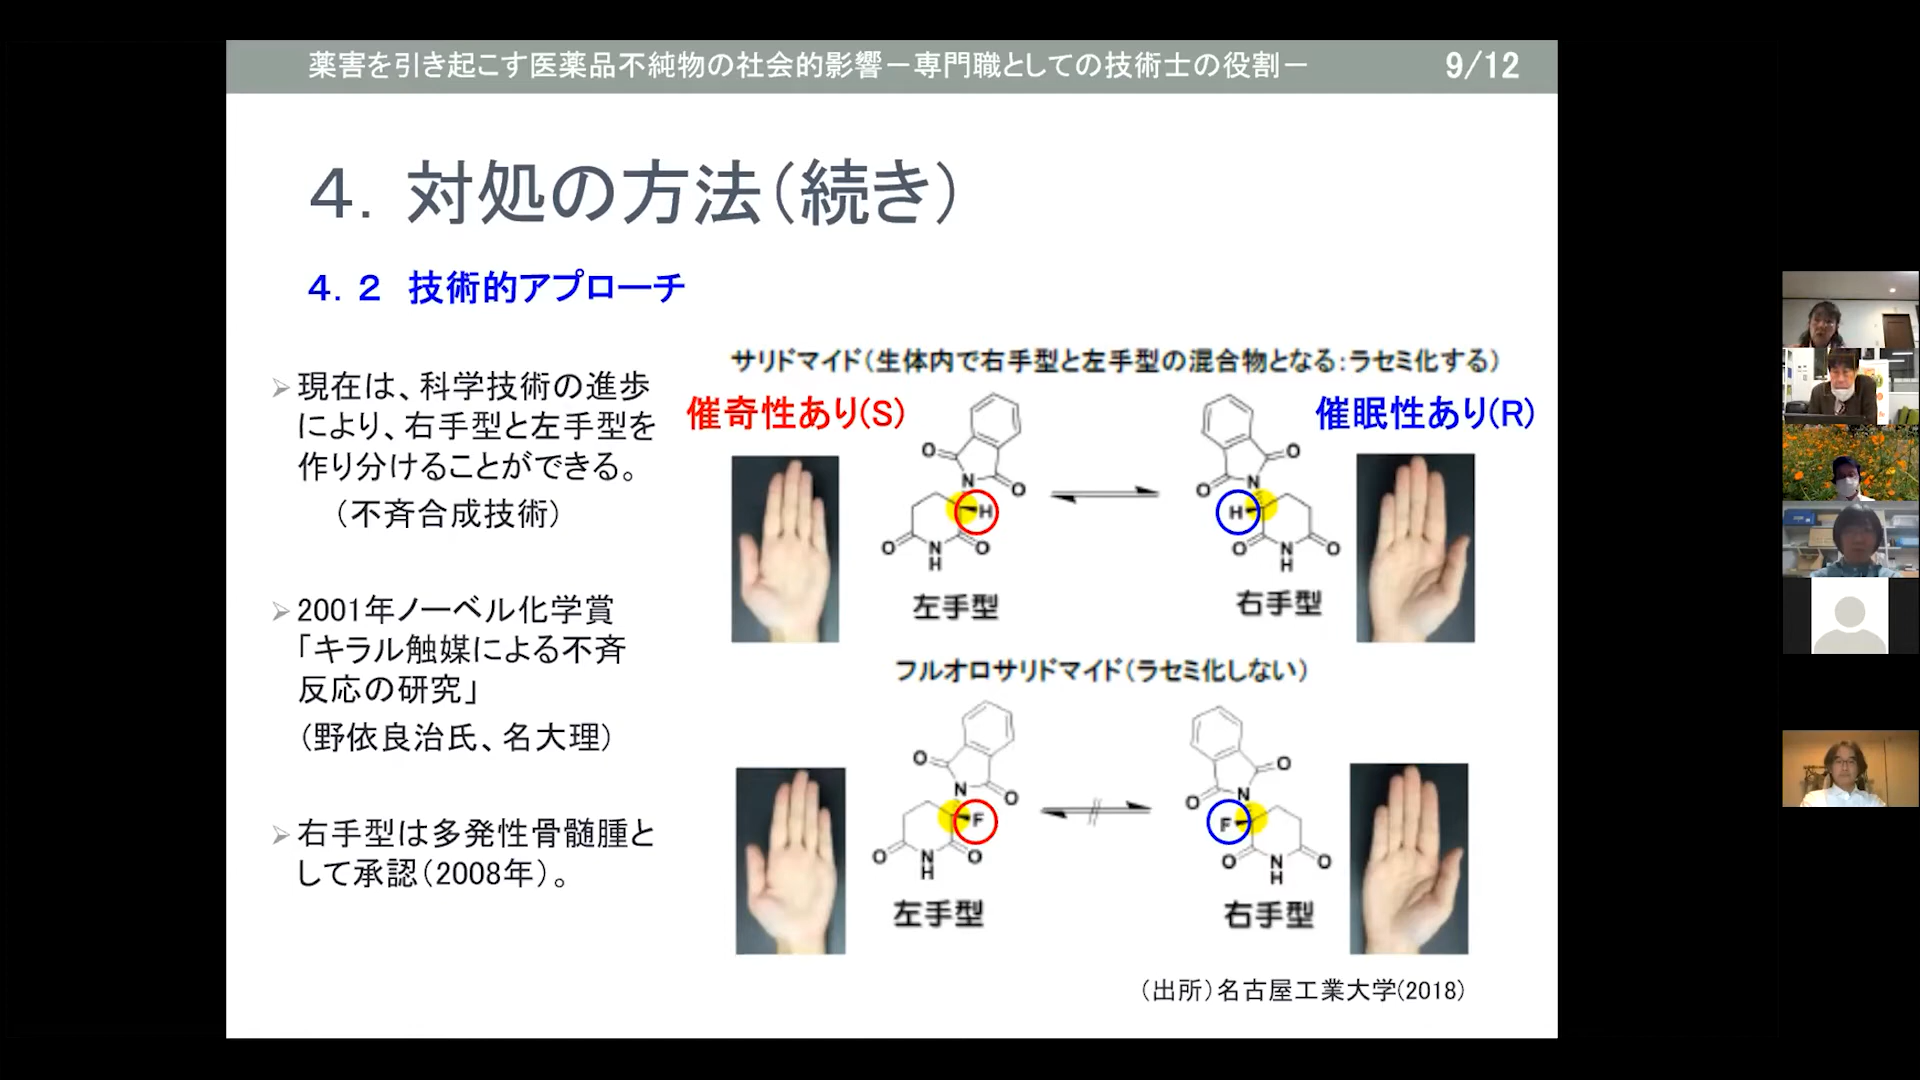 薬害を引き起こす医薬品不純物の社会的影響－専門職としての技術士の役割－ 9/12
４．対処の方法（続き）
４．２ 技術的アプローチ
➢現在は、科学技術の進歩
により、右手型と左手型を
作り分けることができる。
（不斉合成技術）
➢2001年ノーベル化学賞
「キラル触媒による不斉
反応の研究」
（野依良治氏、名大理）
➢右手型は多発性骨髄腫と
して承認（2008年）。
サリドマイド（生体内で右手型と左手型の混合物となる：ラセミ化する）
催奇性あり(S)
催眠性あり(R)
O
N
O
H
O
N
H
O
左手型
O
O
N
H
O
N
H
O
右手型
フルオロサリドマイド（ラセミ化しない）
O
N
O
F
O
N
H
O
左手型
O
O
N
F
O
N
H
O
右手型
（出所）名古屋工業大学(2018)